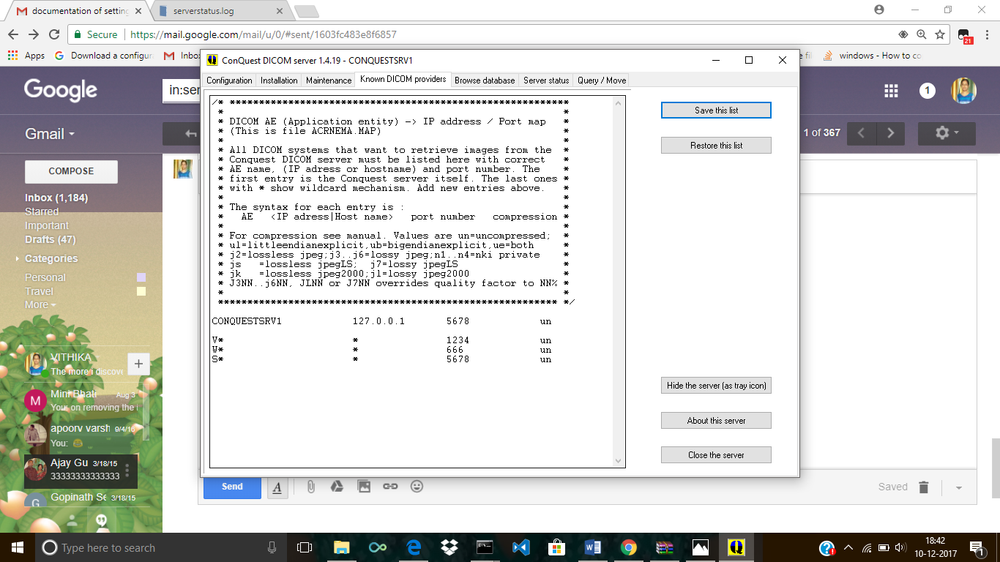 documentation of setting
serverstatus.log
Secure https://mail.google.com/mail/u/0/#sent/1603fc483e8f6857
21
Apps Download a configura Inbo
windows - How to co
ConQuest DICOM server 1.4.19 - CONQUESTSRV1
Configuration Installation Maintenance Known DICOM providers Browse database Server status Query / Move
Google
in:sen
1
Gmail
1 of 367
COMPOSE
Inbox (1,184)
Starred
Important
Drafts (47)
Categories
Personal
Travel
More
VITHIKA
The more i discove
Mini Bhati Aug 3
Your on removing the i
apoorv varsh 9/4/16
You:
Ajay Gu 3/18/15
33333333333333
Gopinath Se 3/18/15
/* ********************************************************** 
* *
* DICOM AE (Application entity) -> IP address / Port map *
* (This is file ACRNEMA.MAP) *
* *
* All DICOM systems that want to retrieve images from the *
* Conquest DICOM server must be listed here with correct *
* AE name, (IP adress or hostname) and port number. The *
* first entry is the Conquest server itself. The last ones *
* with * show wildcard mechanism. Add new entries above. *
* *
* The syntax for each entry is : *
* AE <IP adress|Host name> port number compression *
* *
* For compression see manual. Values are un=uncompressed; *
* ul=littleendianexplicit,ub=bigendianexplicit,ue=both *
* j2=lossless jpeg;j3..j6=lossy jpeg;n1..n4=nki private *
* js =lossless jpegLS; j7=lossy jpegLS *
* jk =lossless jpeg2000;jl=lossy jpeg2000 *
* J3NN..j6NN, JLNN or J7NN overrides quality factor to NN% *
* *
********************************************************** */
CONQUESTSRV1 127.0.0.1 5678 un
V* * 1234 un
W* * 666 un
S* * 5678 un
Save this list
Restore this list
Hide the server (as tray icon)
About this server
Close the server
Send
Saved
Type here to search
18:42
10-12-2017
1